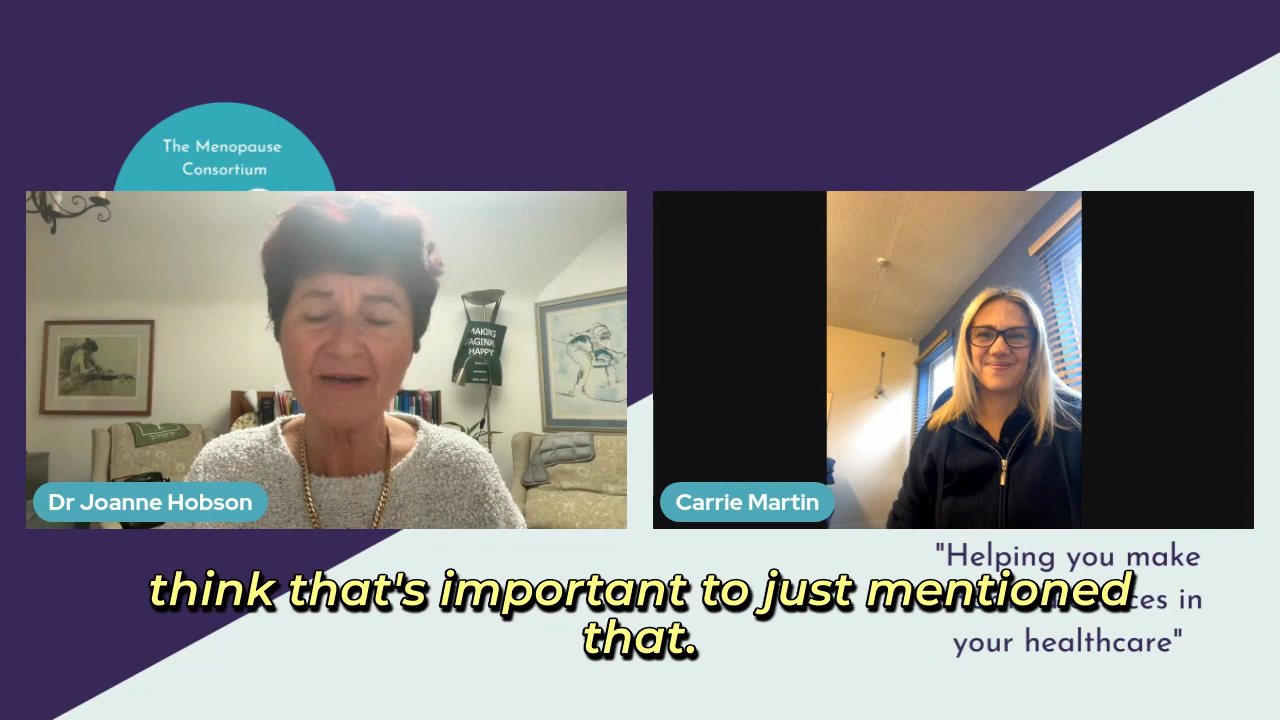 The Menopause
Consortium
MAKING
VAGINAS
HAPPY
Dr Joanne Hobson
Carrie Martin
"Helping you make
ces in
your healthcare"
think that's important to just mentioned
that.